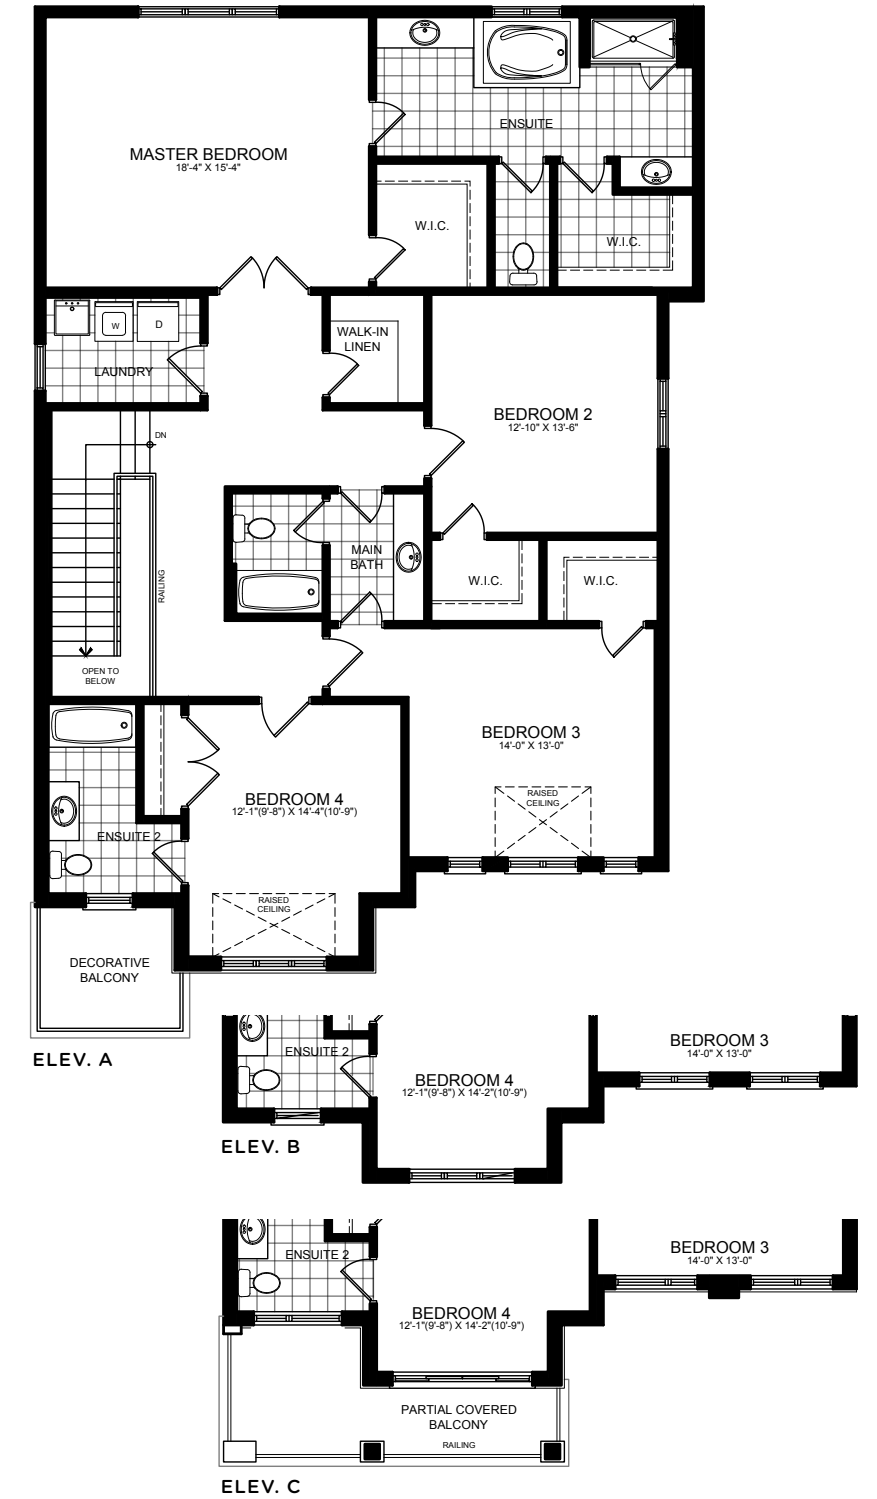 ENSUITE
MASTER BEDROOM
18'-4" X 15'-4"
W.I.C.
W.I.C.
W
D
LAUNDRY
WALK-IN
LINEN
BEDROOM 2
12'-10" X 13'-6"
DN
MAIN
BATH
RAILING
W.I.C.
W.I.C.
OPEN TO
BELOW
BEDROOM 3
14'-0" X 13'-0"
RAISED
CEILING
BEDROOM 4
12'-1"(9'-8") X 14'-4"(10'-9")
ENSUITE 2
RAISED
CEILING
DECORATIVE
BALCONY
ELEV. A
ENSUITE 2
BEDROOM 3
14'-0" X 13'-0"
BEDROOM 4
12'-1"(9'-8") X 14'-2"(10'-9")
ELEV. B
ENSUITE 2
BEDROOM 3
14'-0" X 13'-0"
BEDROOM 4
12'-1"(9'-8") X 14'-2"(10'-9")
PARTIAL COVERED
BALCONY
RAILING
ELEV. C